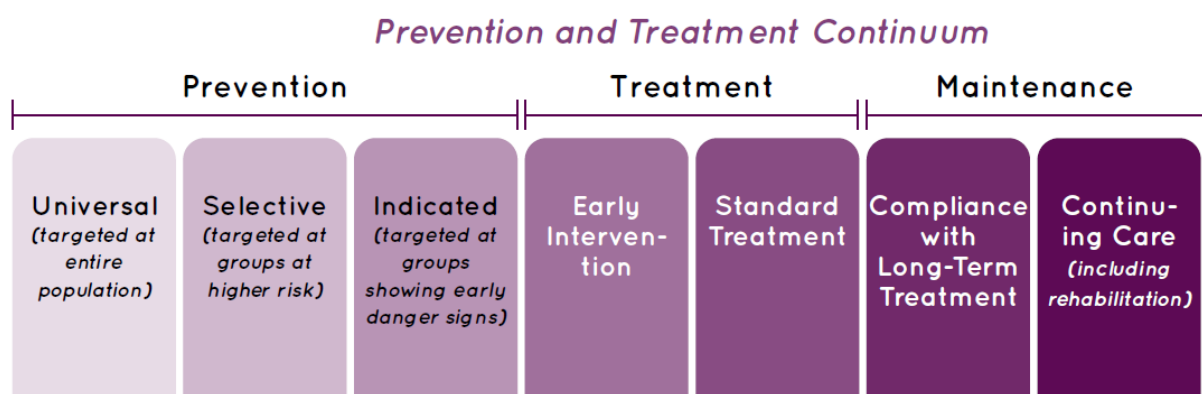 Prevention and Treatment Continuum
Prevention
Treatment
Maintenance
Universal
(targeted at
entire
population)
Selective
(targeted at
groups at
higher risk)
Indicated
(targeted at
groups
showing early
danger signs)
Early
Interven-
tion
Standard
Treatment
Compliance
with
Long-Term
Treatment
Continu-
ing Care
(including
rehabilitation)